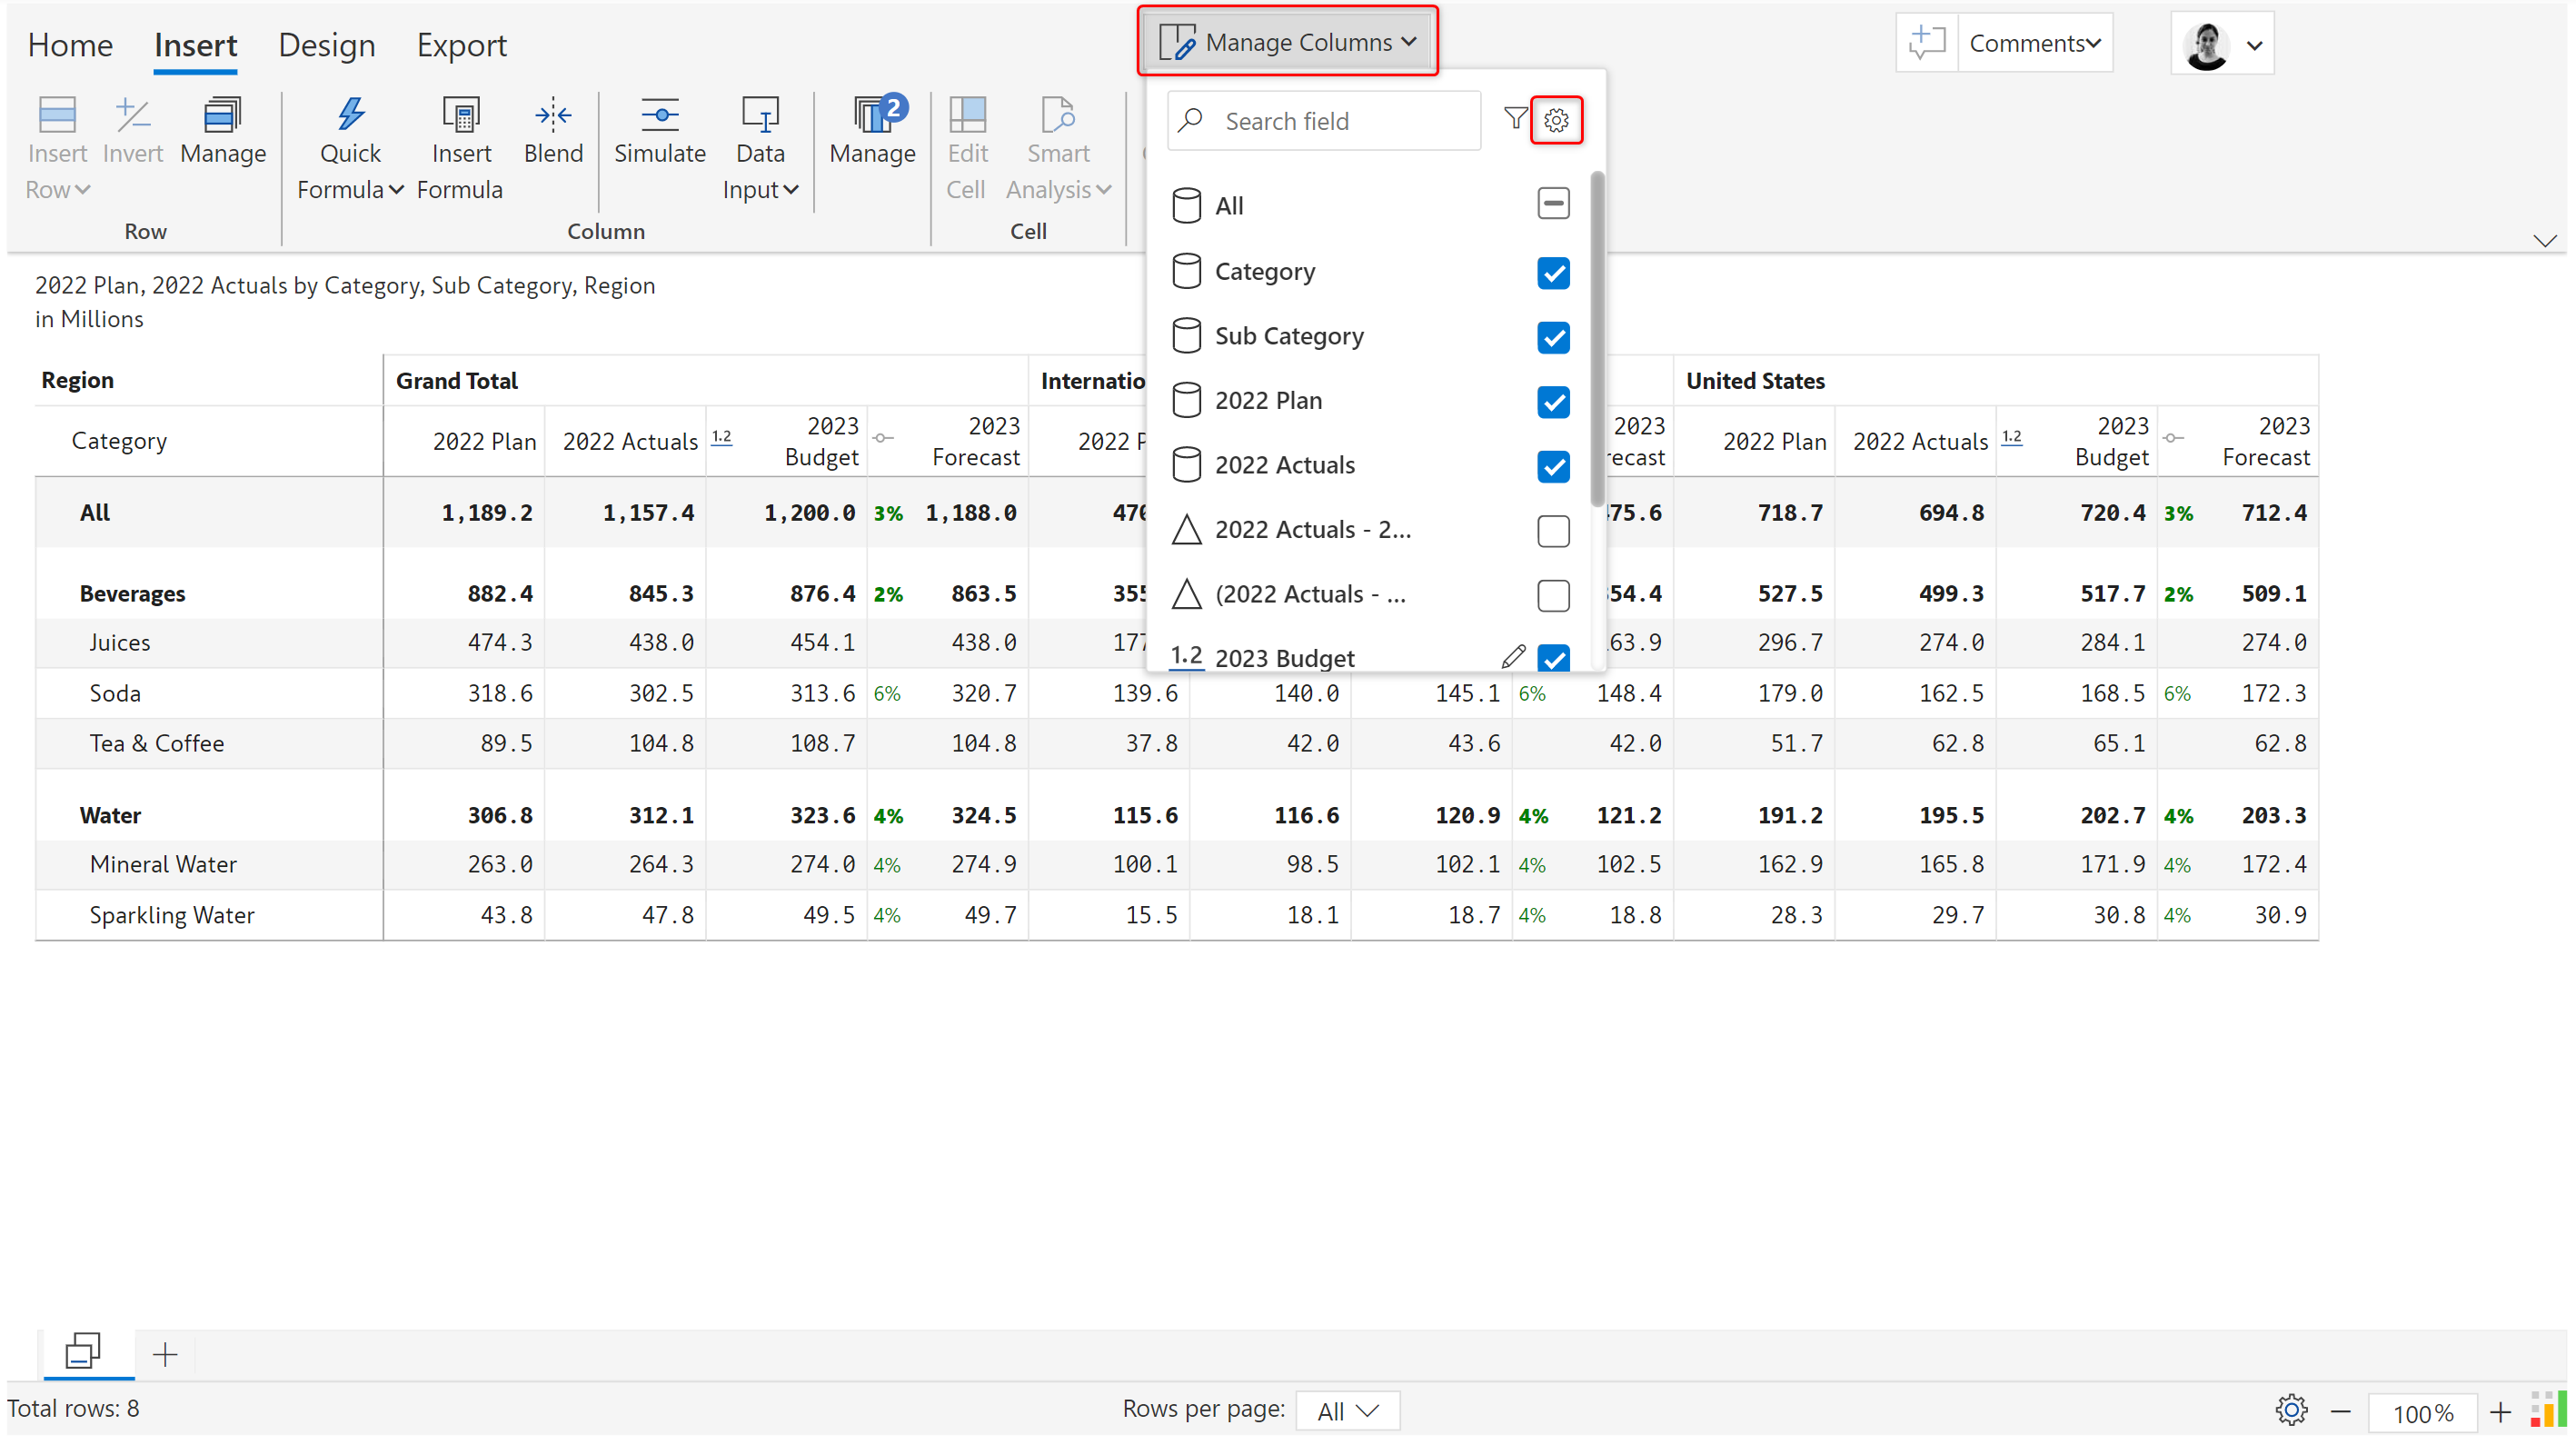 Home Insert Design Export
Manage Columns
Comments
Insert Row
Invert
Manage
Quick Formula
Insert Formula
Blend
Simulate
Data Input
Manage
2
Edit Cell
Smart Analysis
Row
Column
Cell
Search field
All
Category
Sub Category
2022 Plan
2022 Actuals
2022 Actuals - 2...
(2022 Actuals - ...
1.2 2023 Budget
2022 Plan, 2022 Actuals by Category, Sub Category, Region
in Millions
Region Grand Total Internatio United States
Category 2022 Plan 2022 Actuals 1.2 2023 Budget 2023 Forecast 2022 P 2023 recast 2022 Plan 2022 Actuals 1.2 2023 Budget 2023 Forecast
All 1,189.2 1,157.4 1,200.0 3% 1,188.0 47 75.6 718.7 694.8 720.4 3% 712.4
Beverages 882.4 845.3 876.4 2% 863.5 355 54.4 527.5 499.3 517.7 2% 509.1
Juices 474.3 438.0 454.1 438.0 177 63.9 296.7 274.0 284.1 274.0
Soda 318.6 302.5 313.6 6% 320.7 139.6 140.0 145.1 6% 148.4 179.0 162.5 168.5 6% 172.3
Tea & Coffee 89.5 104.8 108.7 104.8 37.8 42.0 43.6 42.0 51.7 62.8 65.1 62.8
Water 306.8 312.1 323.6 4% 324.5 115.6 116.6 120.9 4% 121.2 191.2 195.5 202.7 4% 203.3
Mineral Water 263.0 264.3 274.0 4% 274.9 100.1 98.5 102.1 4% 102.5 162.9 165.8 171.9 4% 172.4
Sparkling Water 43.8 47.8 49.5 4% 49.7 15.5 18.1 18.7 4% 18.8 28.3 29.7 30.8 4% 30.9
Total rows: 8
Rows per page: All
100%